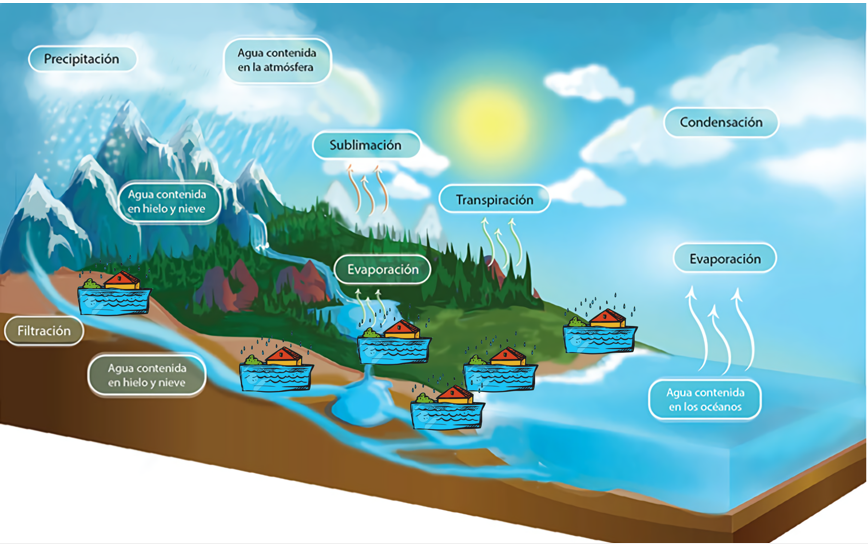 Precipitación
Agua contenida
en la atmósfera
Condensación
Sublimación
Agua contenida
en hielo y nieve
Transpiración
Evaporación
Evaporación
Filtración
Agua contenida
en hielo y nieve
Agua contenida
en los océanos